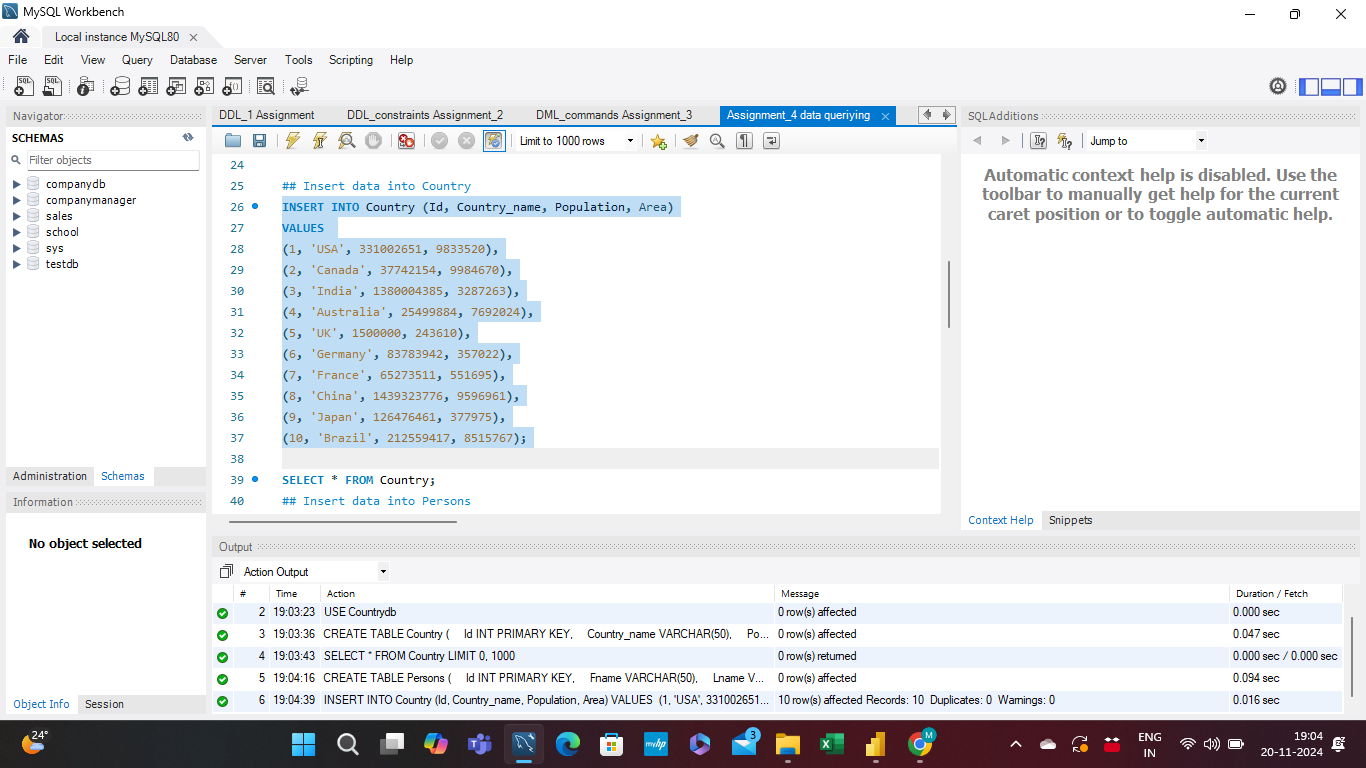 MySQL Workbench
Local instance MySQL80
File Edit View Query Database Server Tools Scripting Help
Navigator
SCHEMAS
Filter objects
companydb
companymanager
sales
school
sys
testdb
Administration Schemas
Information
No object selected
Object Info Session
DDL_1 Assignment DDL_constraints Assignment_2 DML_commands Assignment_3 Assignment_4 data queriying
Limit to 1000 rows
24
25 ## Insert data into Country
26 INSERT INTO Country (Id, Country_name, Population, Area)
27 VALUES
28 (1, 'USA', 331002651, 9833520),
29 (2, 'Canada', 37742154, 9984670),
30 (3, 'India', 1380004385, 3287263),
31 (4, 'Australia', 25499884, 7692024),
32 (5, 'UK', 1500000, 243610),
33 (6, 'Germany', 83783942, 357022),
34 (7, 'France', 65273511, 551695),
35 (8, 'China', 1439323776, 9596961),
36 (9, 'Japan', 126476461, 377975),
37 (10, 'Brazil', 212559417, 8515767);
38
39 SELECT * FROM Country;
40 ## Insert data into Persons
SQLAdditions
Jump to
Automatic context help is disabled. Use the
toolbar to manually get help for the current
caret position or to toggle automatic help.
Context Help Snippets
Output
Action Output
# Time Action Message Duration / Fetch
2 19:03:23 USE Countrydb 0 row(s) affected 0.000 sec
3 19:03:36 CREATE TABLE Country ( Id INT PRIMARY KEY, Country_name VARCHAR(50), Po... 0 row(s) affected 0.047 sec
4 19:03:43 SELECT * FROM Country LIMIT 0, 1000 0 row(s) returned 0.000 sec / 0.000 sec
5 19:04:16 CREATE TABLE Persons ( Id INT PRIMARY KEY, Fname VARCHAR(50), Lname V... 0 row(s) affected 0.094 sec
6 19:04:39 INSERT INTO Country (Id, Country_name, Population, Area) VALUES (1, 'USA', 331002651... 10 row(s) affected Records: 10 Duplicates: 0 Warnings: 0 0.016 sec
24°
myhp
3
M
ENG
IN
19:04
20-11-2024